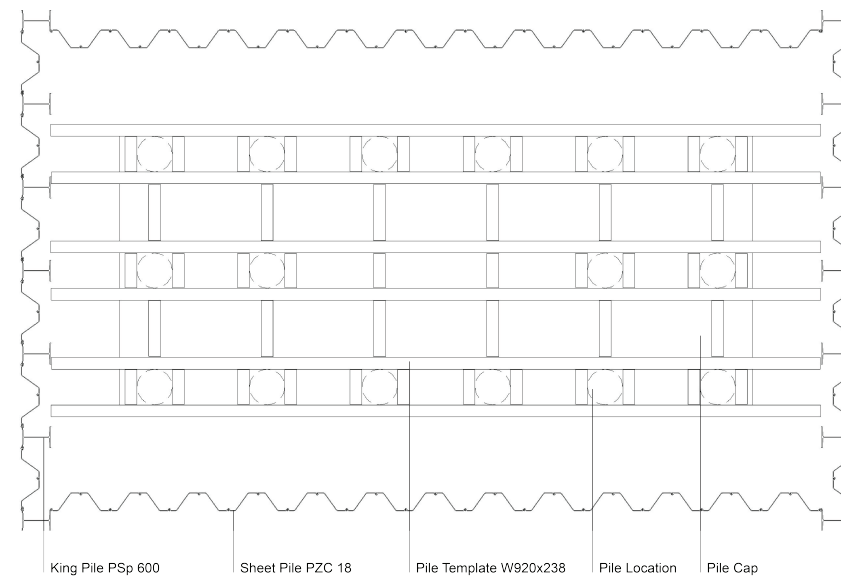 King Pile PSp 600
Sheet Pile PZC 18
Pile Template W920x238
Pile Location
Pile Cap